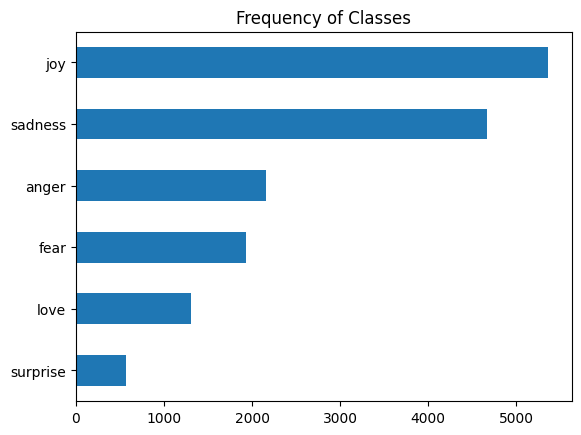 Frequency of Classes
joy
sadness
anger
fear
love
surprise
0 1000 2000 3000 4000 5000